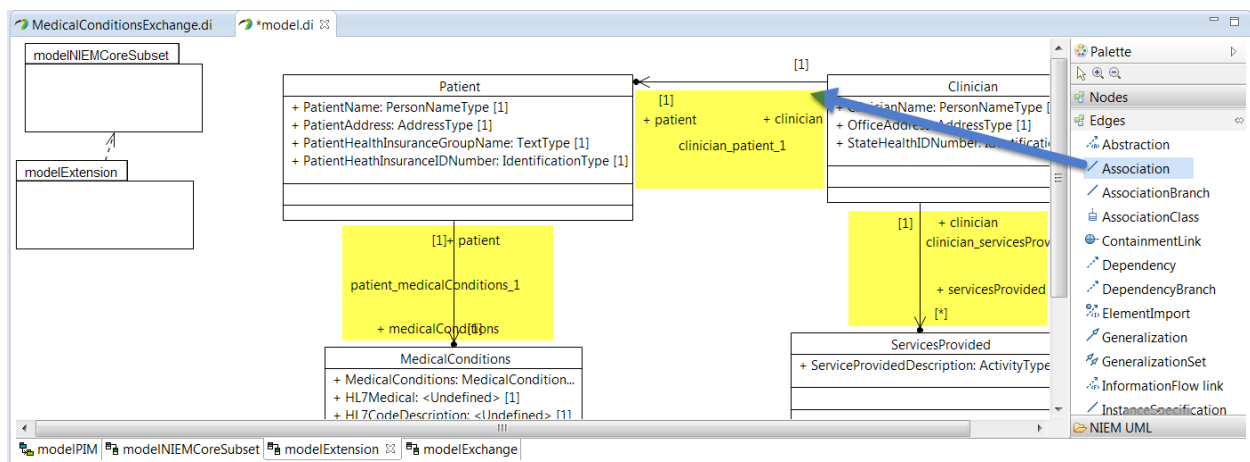 MedicalConditionsExchange.di
*model.di
modelNIEMCoreSubset
modelExtension
Patient
+ PatientName: PersonNameType [1]
+ PatientAddress: AddressType [1]
+ PatientHealthInsuranceGroupName: TextType [1]
+ PatientHeathInsuranceIDNumber: IdentificationType [1]
[1]
[1]
+ patient
+ clinician
clinician_patient_1
Clinician
+ ClinicianName: PersonNameType [
+ OfficeAddress: AddressType [1]
+ StateHealthIDNumber: Identificati
[1]+ patient
patient_medicalConditions_1
+ medicalConditions
[1]
[1]
+ clinician
clinician_servicesProv
+ servicesProvided
[*]
MedicalConditions
+ MedicalConditions: MedicalCondition...
+ HL7Medical: <Undefined> [1]
+ HL7CodeDescription: <Undefined> [1]
ServicesProvided
+ ServiceProvidedDescription: ActivityType
Palette
Nodes
Edges
Abstraction
Association
AssociationBranch
AssociationClass
ContainmentLink
Dependency
DependencyBranch
ElementImport
Generalization
GeneralizationSet
InformationFlow link
InstanceSpecification
NIEM UML
modelPIM
modelNIEMCoreSubset
modelExtension
modelExchange